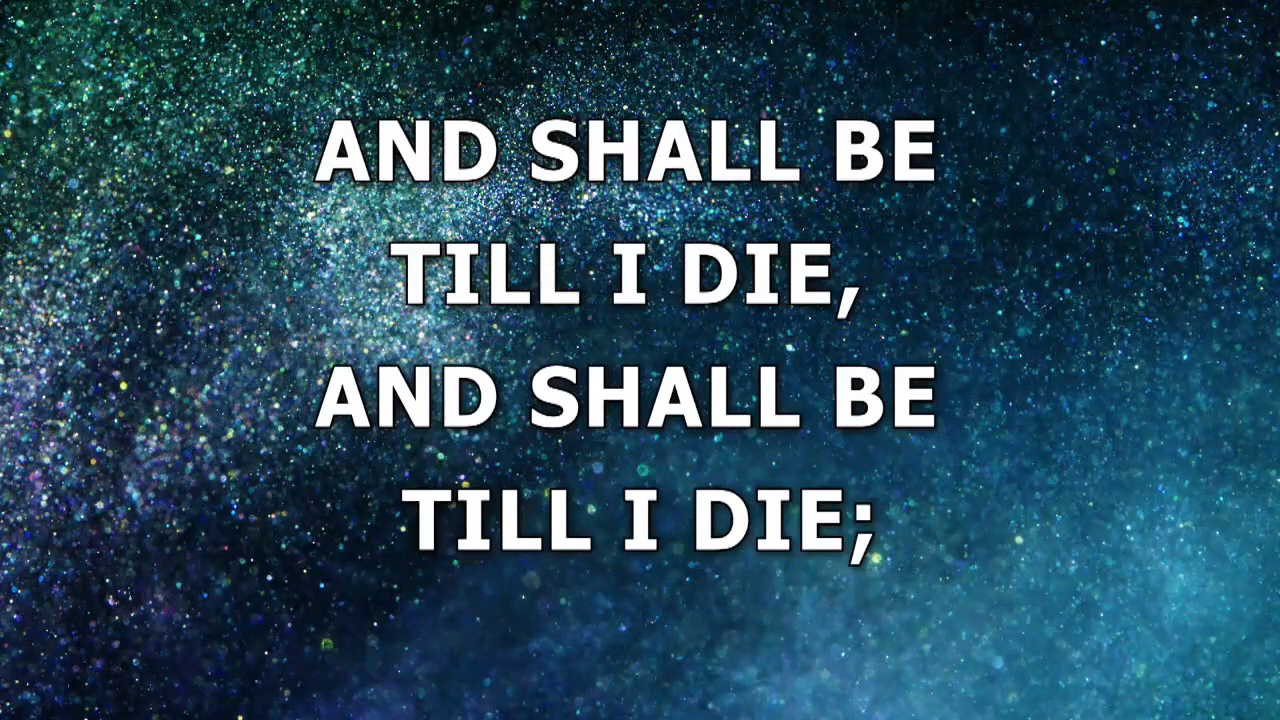 AND SHALL BE
TILL I DIE,
AND SHALL BE
TILL I DIE;